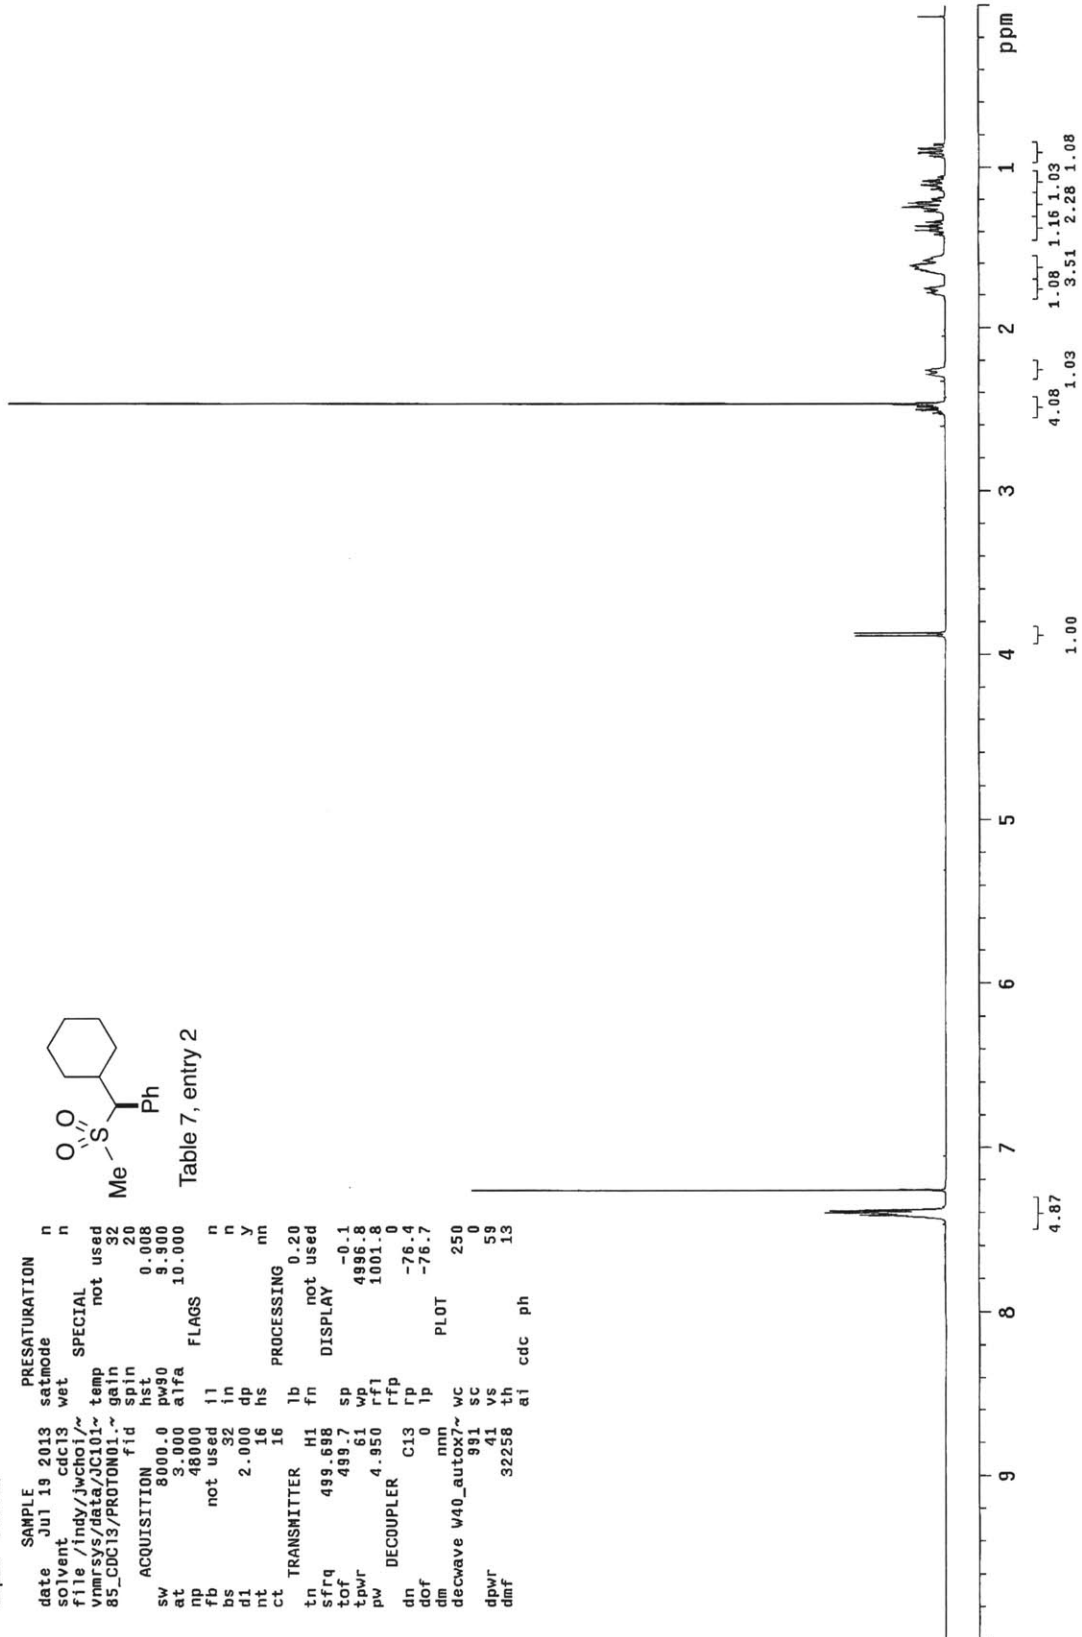 SAMPLE PRESATURATION
date Jul 19 2013 satmode n
solvent cdcl3 wet n
file /indy/jwchoi/~ SPECIAL
vnmrsys/data/JC101~ temp not used
85_CDCl3/PROTON01.~ gain 32
fid spin 20
ACQUISITION hst 0.008
sw 8000.0 pw90 9.900
at 3.000 alfa 10.000
np 48000 FLAGS
fb not used il n
bs 32 in n
d1 2.000 dp y
nt 16 hs nn
ct 16 PROCESSING
TRANSMITTER lb 0.20
tn H1 fn not used
sfrq 499.698 DISPLAY
tof 499.7 sp -0.1
tpwr 61 wp 4996.8
pw 4.950 rfl 1001.8
DECOUPLER rfp 0
dn C13 rp -76.4
dof 0 lp -76.7
dm nnn PLOT
decwave W40_autox7~ wc 250
991 sc 0
dpwr 41 vs 59
dmf 32258 th 13
ai cdc ph
O O
S
Me
Ph
Table 7, entry 2
9 8 7 6 5 4 3 2 1 ppm
4.87 1.00 4.08 1.03 1.08 3.51 1.16 2.28 1.03 1.08